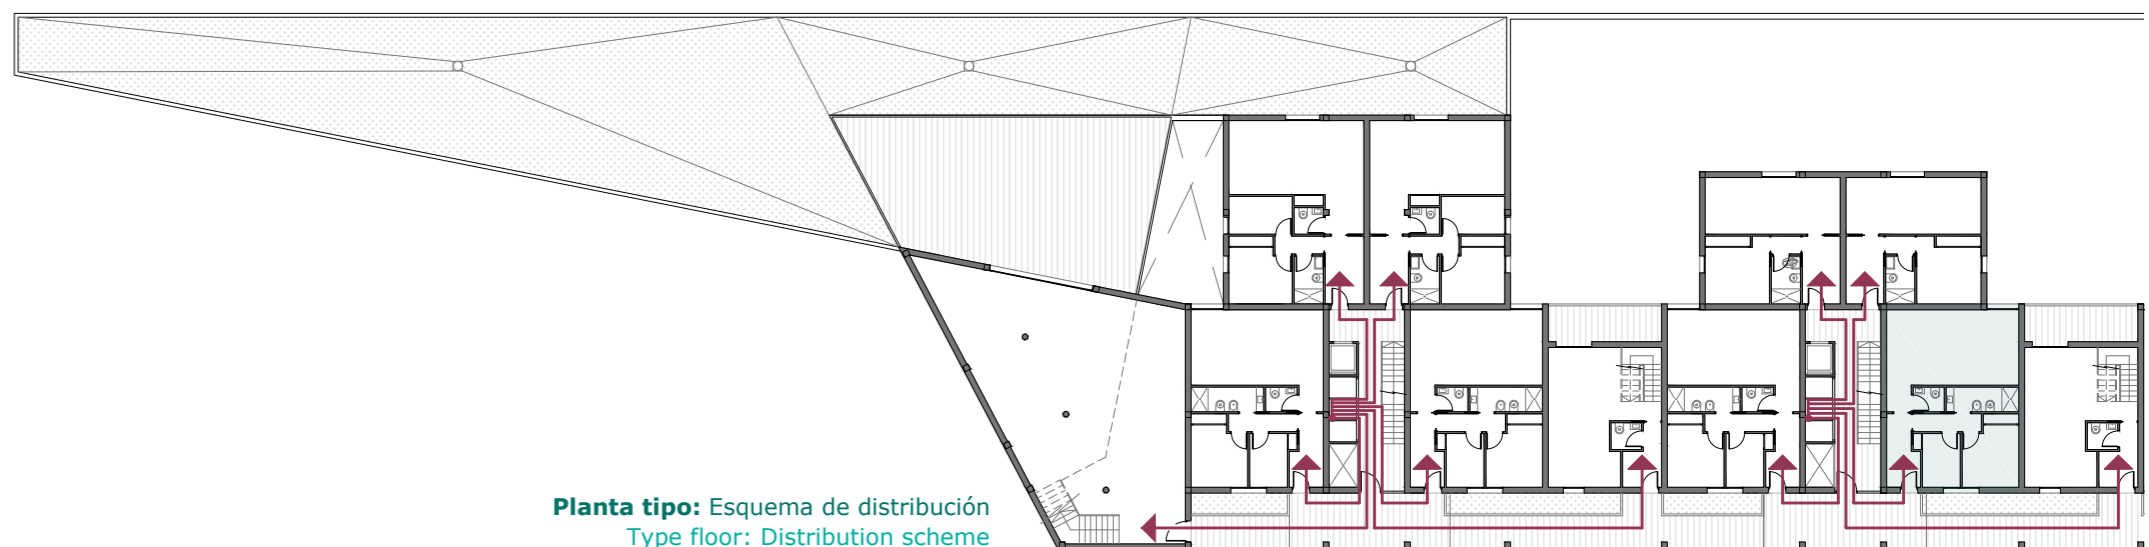 Planta tipo: Esquema de distribución
Type floor: Distribution scheme